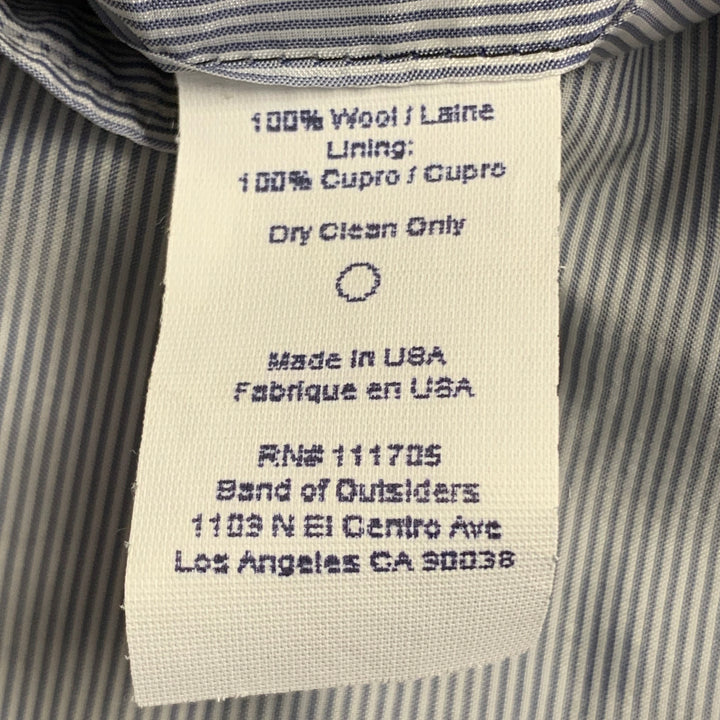 100% Wool / Laine
Lining:
100% Cupro / Cupro
Dry Clean Only
Made in USA
Fabrique en USA
RN# 111705
Band of Outsiders
1109 N El Centro Ave
Los Angeles CA 90038